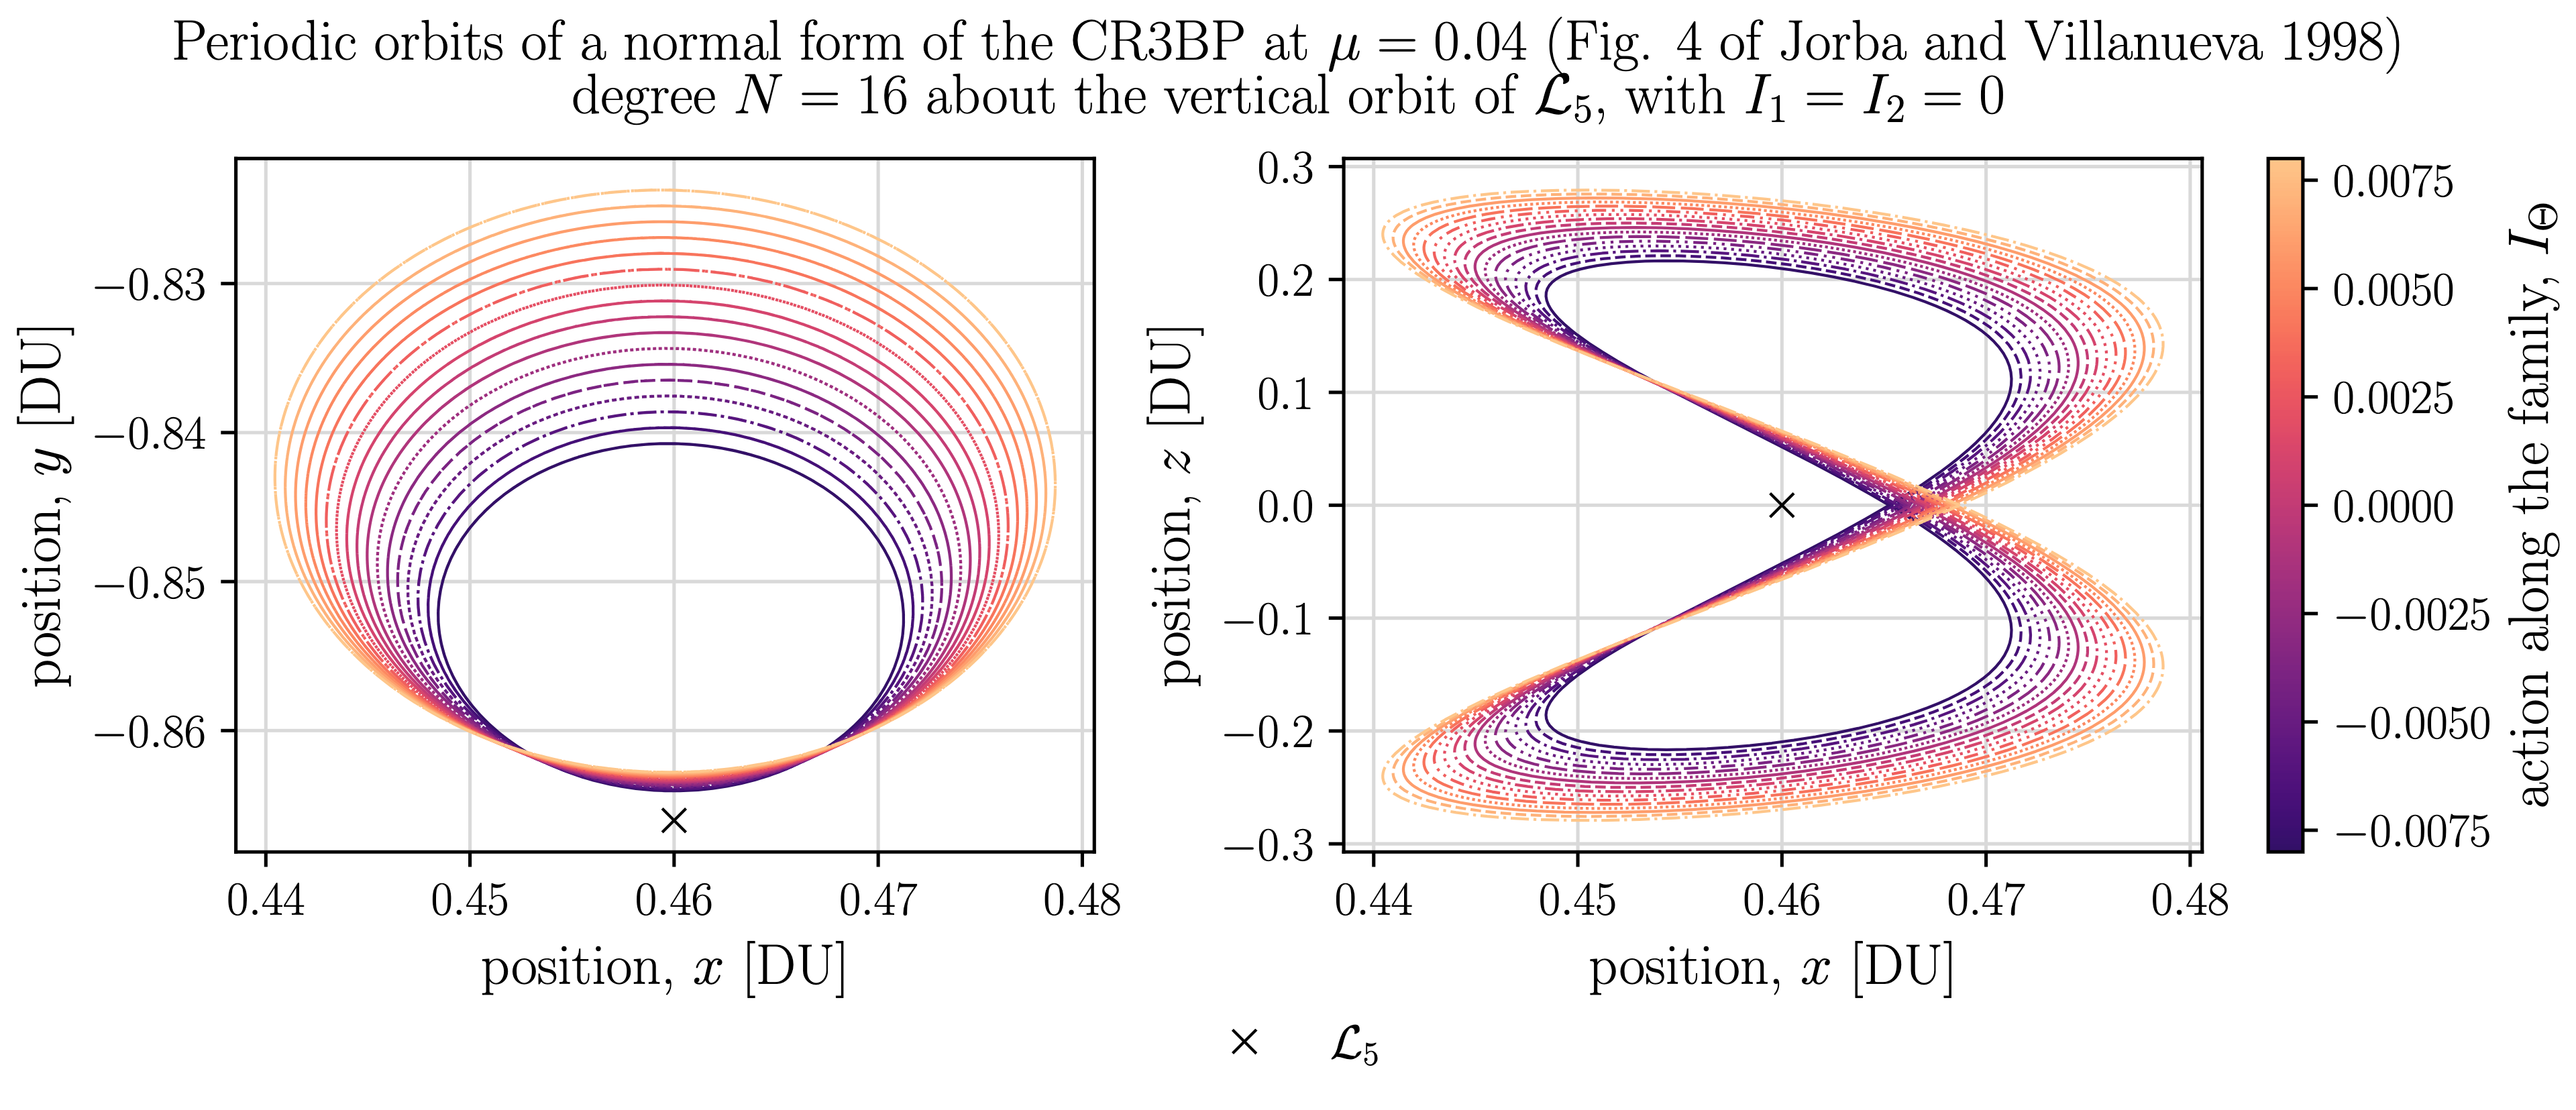 Periodic orbits of a normal form of the CR3BP at μ = 0.04 (Fig. 4 of Jorba and Villanueva 1998)
degree N = 16 about the vertical orbit of ℒ₅, with I₁ = I₂ = 0
position, y [DU]
−0.83
−0.84
−0.85
−0.86
0.44 0.45 0.46 0.47 0.48
position, x [DU]
position, z [DU]
0.3
0.2
0.1
0.0
−0.1
−0.2
−0.3
0.44 0.45 0.46 0.47 0.48
position, x [DU]
0.0075
0.0050
0.0025
0.0000
−0.0025
−0.0050
−0.0075
action along the family, I_Θ
× ℒ₅